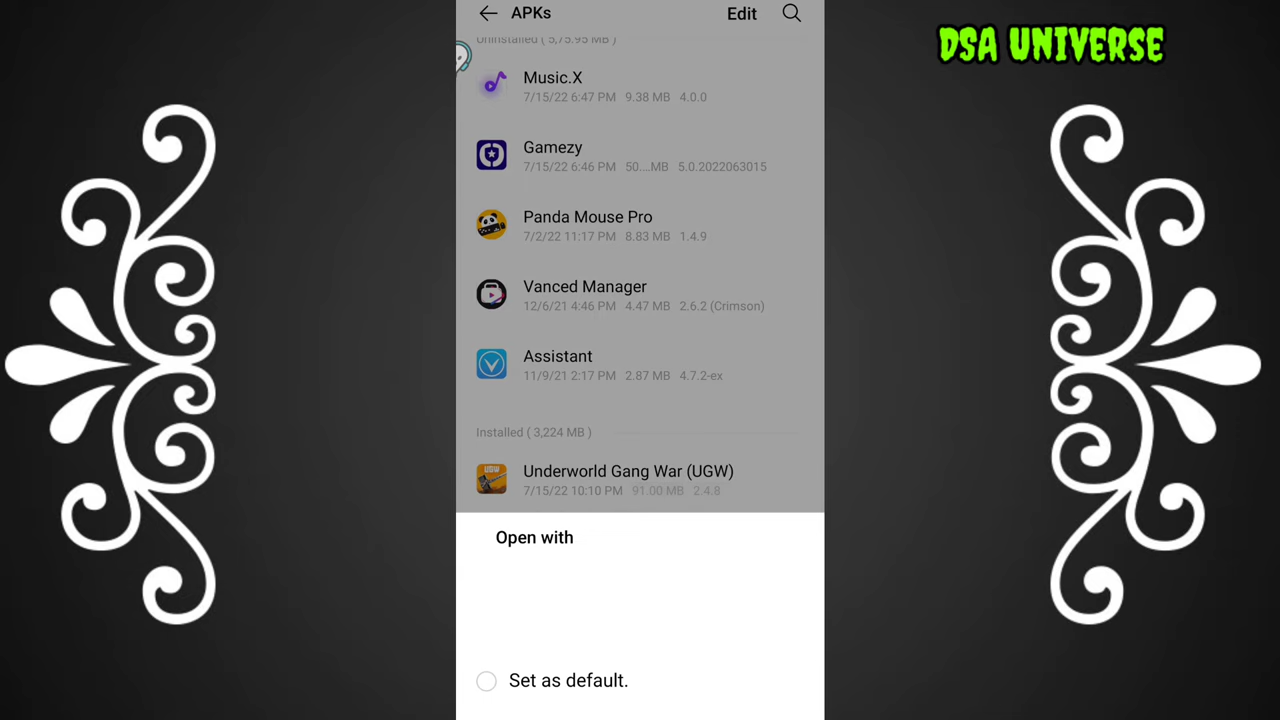 APKs
Edit
DSA UNIVERSE
Uninstalled ( 5,75.95 MB )
Music.X
7/15/22 6:47 PM 9.38 MB 4.0.0
Gamezy
7/15/22 6:46 PM 50....MB 5.0.2022063015
Panda Mouse Pro
7/2/22 11:17 PM 8.83 MB 1.4.9
Vanced Manager
12/6/21 4:46 PM 4.47 MB 2.6.2 (Crimson)
Assistant
11/9/21 2:17 PM 2.87 MB 4.7.2-ex
Installed ( 3,224 MB )
UGW
Underworld Gang War (UGW)
7/15/22 10:10 PM 91.00 MB 2.4.8
Open with
Set as default.